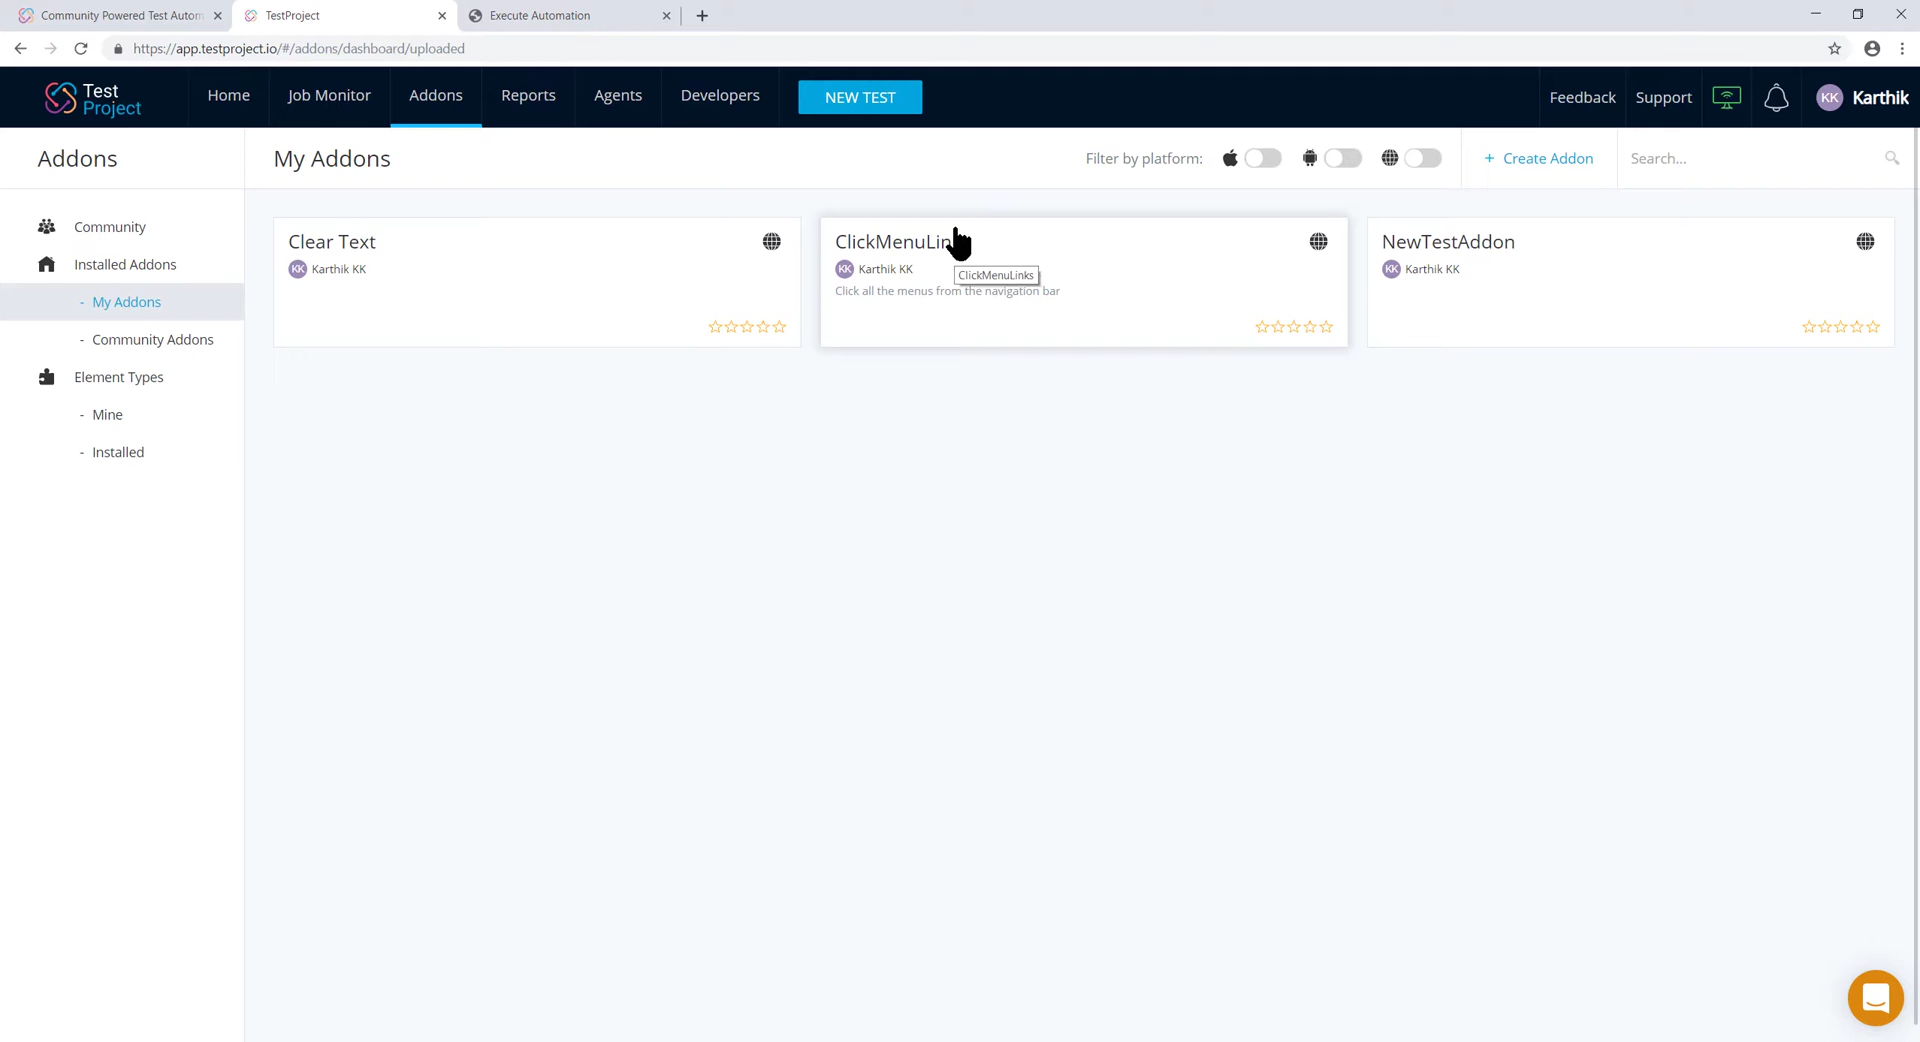 Community Powered Test Autom
TestProject
Execute Automation
https://app.testproject.io/#/addons/dashboard/uploaded
Test
Project
Home
Job Monitor
Addons
Reports
Agents
Developers
NEW TEST
Feedback
Support
KK
Karthik
Addons
My Addons
Filter by platform:
+ Create Addon
Search...
Community
Installed Addons
- My Addons
- Community Addons
Element Types
- Mine
- Installed
Clear Text
KK Karthik KK
ClickMenuLin
KK Karthik KK
ClickMenuLinks
Click all the menus from the navigation bar
NewTestAddon
KK Karthik KK